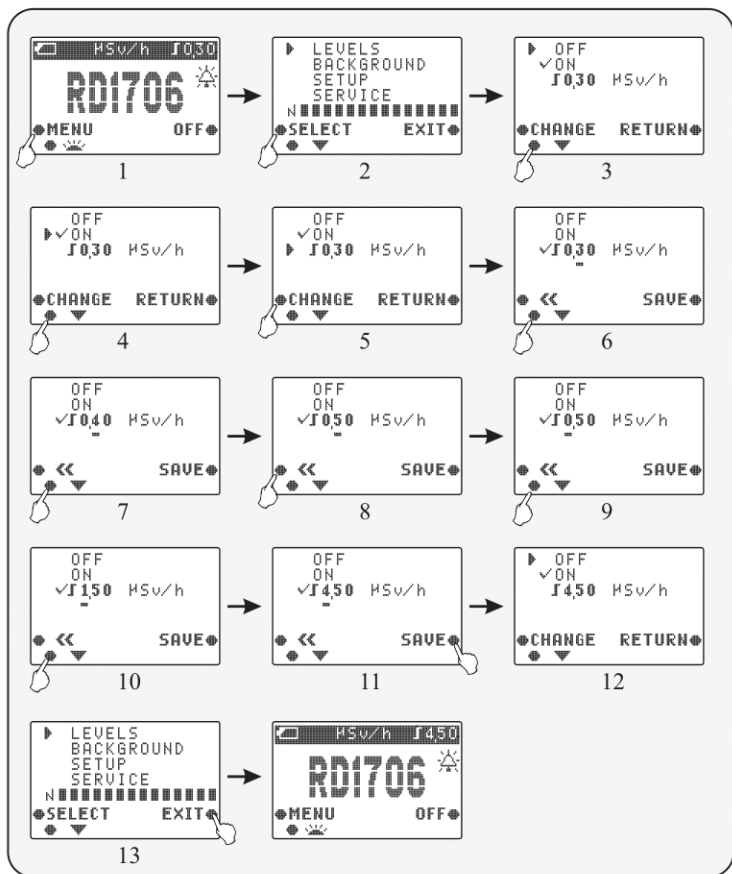 µSv/h ⎍0,30
RD1706
MENU OFF
1
LEVELS
BACKGROUND
SETUP
SERVICE
N
SELECT EXIT
2
OFF
✓ON
⎍0,30 µSv/h
CHANGE RETURN
3
OFF
✓ON
⎍0,30 µSv/h
CHANGE RETURN
4
OFF
✓ON
⎍0,30 µSv/h
CHANGE RETURN
5
OFF
ON
✓⎍0,30 µSv/h
<< SAVE
6
OFF
ON
✓⎍0,40 µSv/h
<< SAVE
7
OFF
ON
✓⎍0,50 µSv/h
<< SAVE
8
OFF
ON
✓⎍0,50 µSv/h
<< SAVE
9
OFF
ON
✓⎍1,50 µSv/h
<< SAVE
10
OFF
ON
✓⎍4,50 µSv/h
<< SAVE
11
OFF
✓ON
⎍4,50 µSv/h
CHANGE RETURN
12
LEVELS
BACKGROUND
SETUP
SERVICE
N
SELECT EXIT
13
µSv/h ⎍4,50
RD1706
MENU OFF